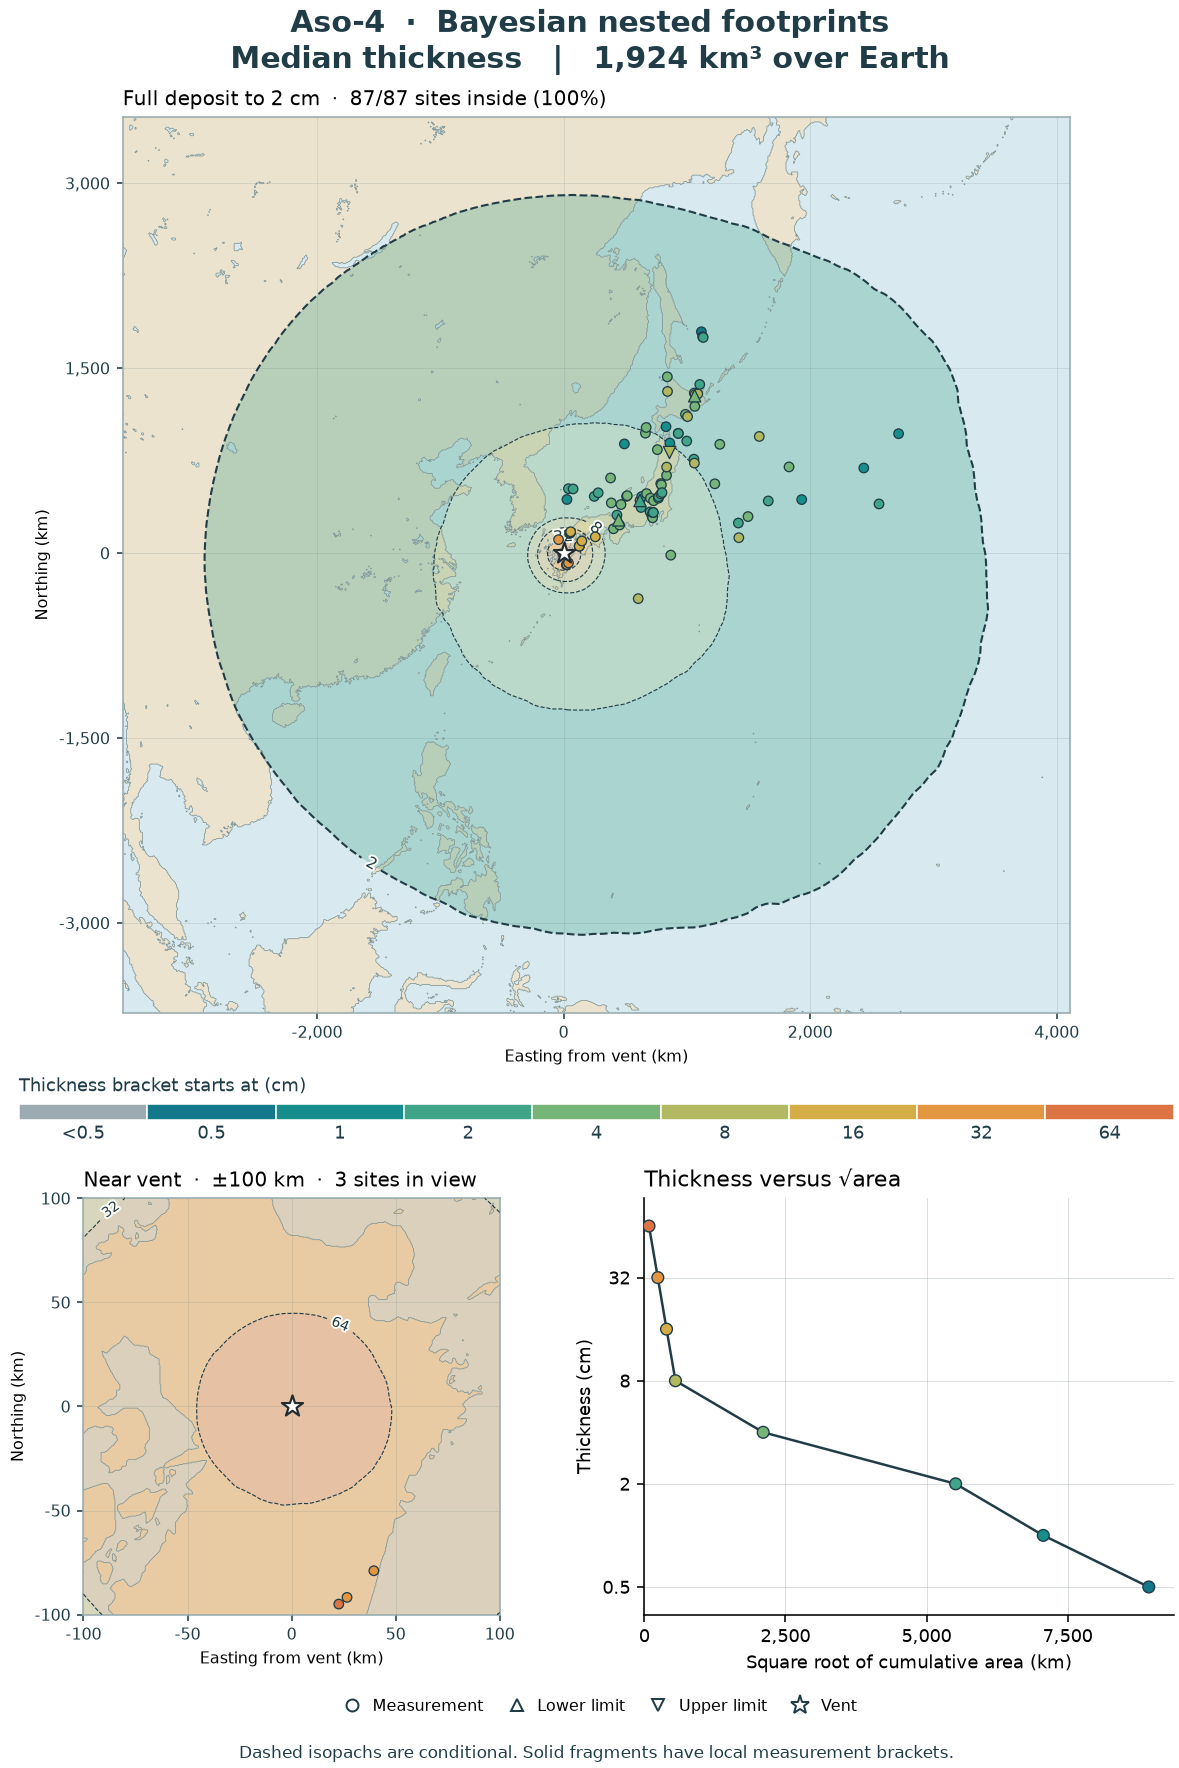 Aso-4 · Bayesian nested footprints
Median thickness | 1,924 km³ over Earth
Full deposit to 2 cm · 87/87 sites inside (100%)
Northing (km)
3,000
1,500
0
-1,500
-3,000
8
2
-2,000
0
2,000
4,000
Easting from vent (km)
Thickness bracket starts at (cm)
<0.5
0.5
1
2
4
8
16
32
64
Near vent · ±100 km · 3 sites in view
Northing (km)
100
50
0
-50
-100
32
64
-100
-50
0
50
100
Easting from vent (km)
Thickness versus √area
Thickness (cm)
32
8
2
0.5
0
2,500
5,000
7,500
Square root of cumulative area (km)
Measurement
Lower limit
Upper limit
Vent
Dashed isopachs are conditional. Solid fragments have local measurement brackets.